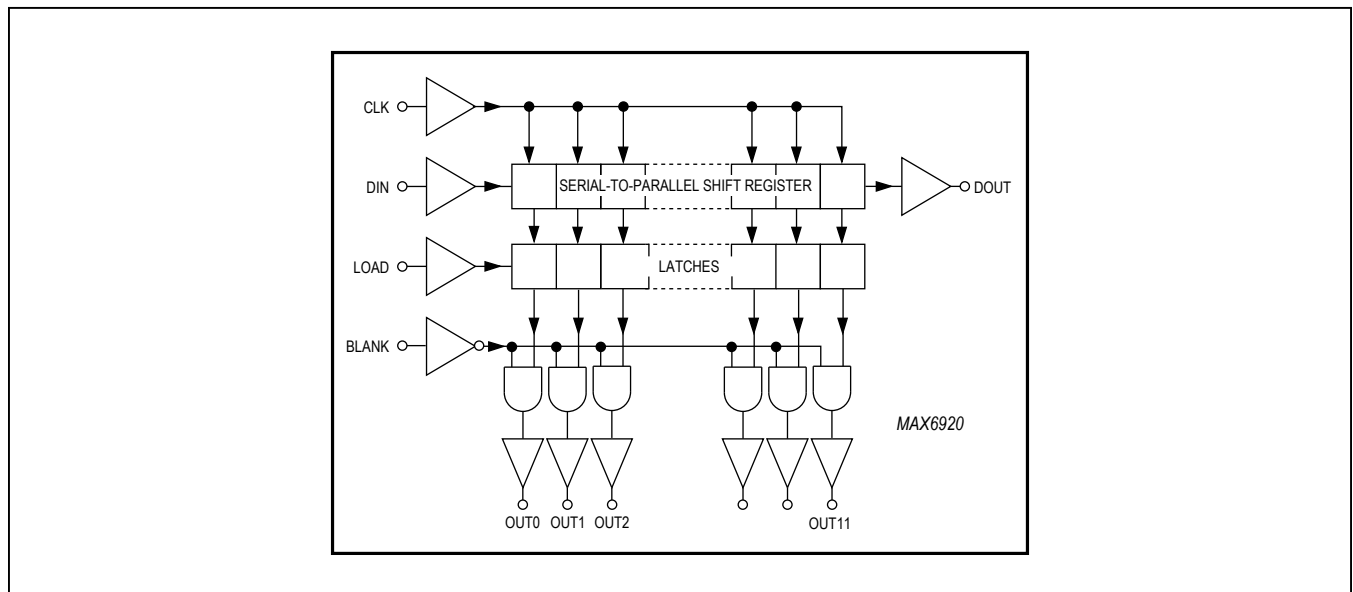 CLK
DIN
SERIAL-TO-PARALLEL SHIFT REGISTER
DOUT
LOAD
LATCHES
BLANK
MAX6920
OUT0
OUT1
OUT2
OUT11